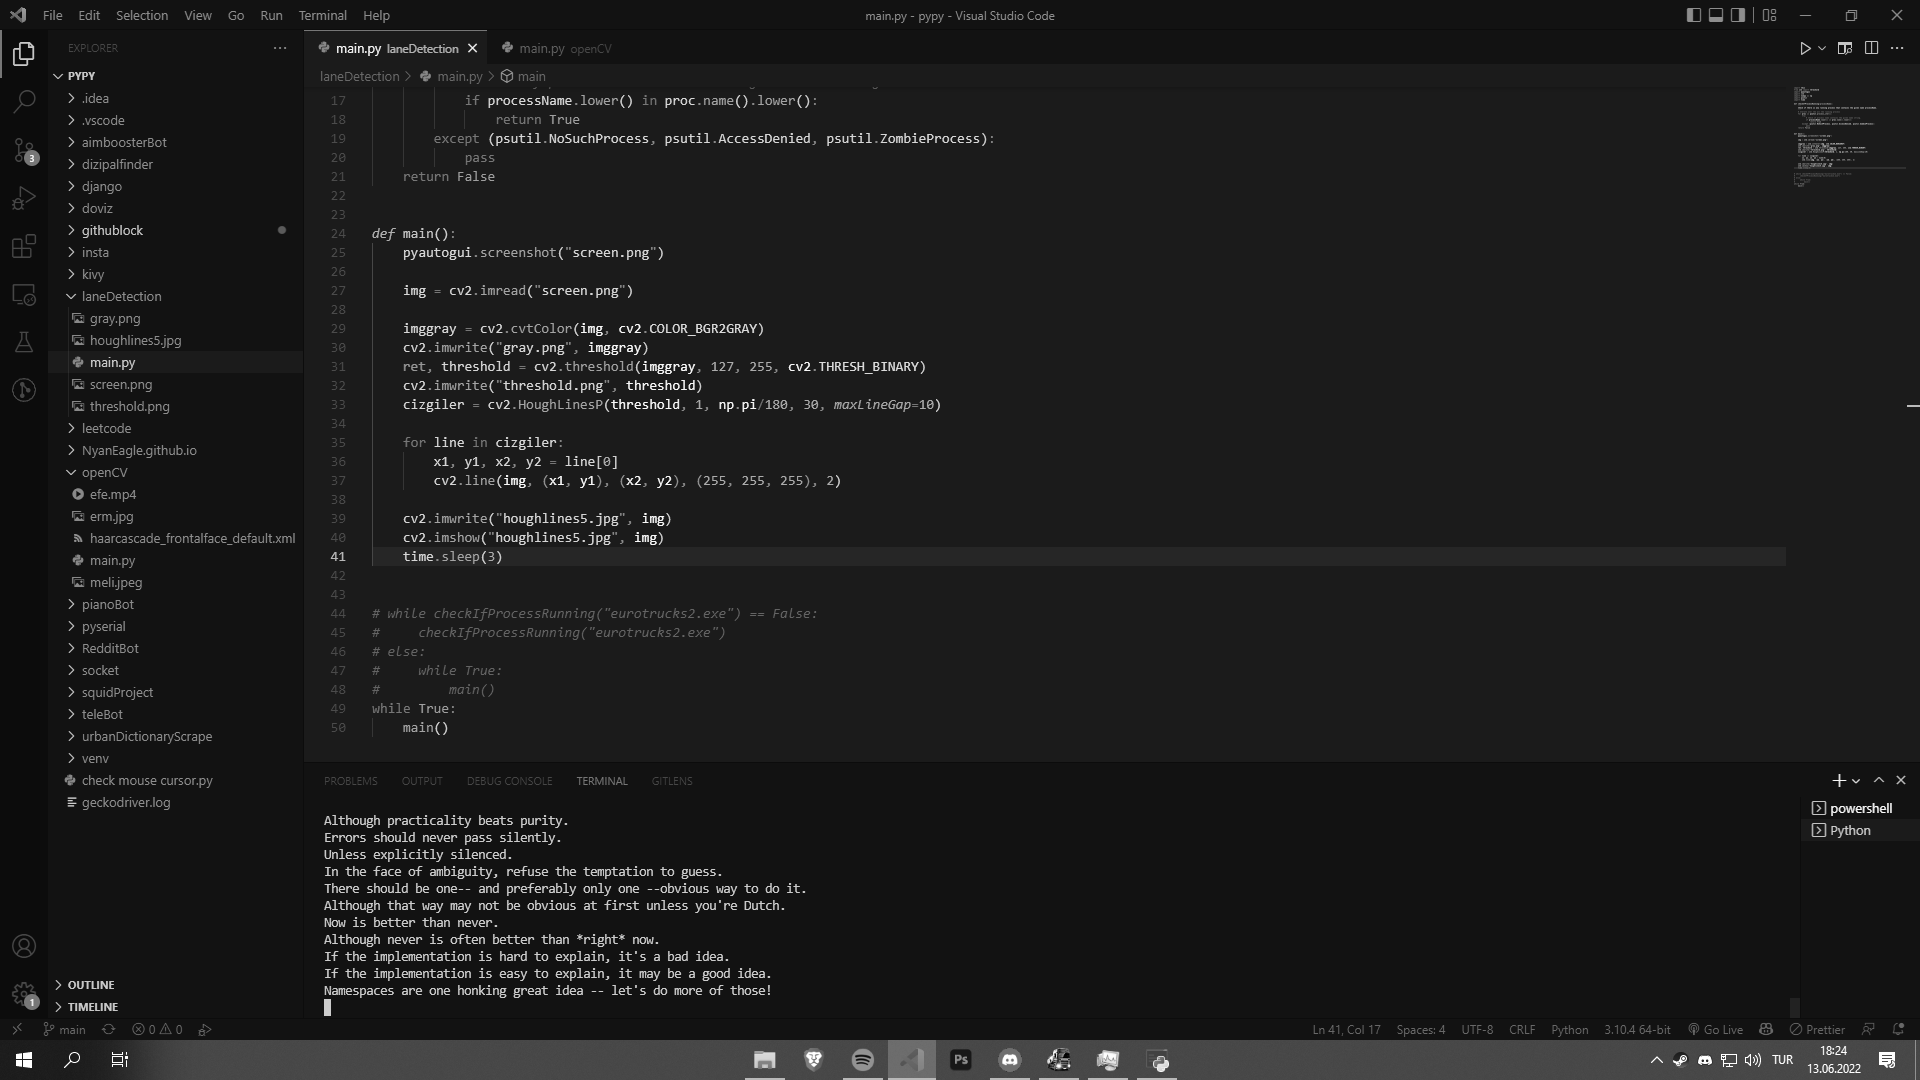 File Edit Selection View Go Run Terminal Help
main.py - pypy - Visual Studio Code
EXPLORER
PYPY
.idea
.vscode
aimboosterBot
dizipalfinder
django
doviz
githublock
insta
kivy
laneDetection
gray.png
houghlines5.jpg
main.py
screen.png
threshold.png
leetcode
NyanEagle.github.io
openCV
efe.mp4
erm.jpg
haarcascade_frontalface_default.xml
main.py
meli.jpeg
pianoBot
pyserial
RedditBot
socket
squidProject
teleBot
urbanDictionaryScrape
venv
check mouse cursor.py
geckodriver.log
OUTLINE
TIMELINE
3
1
main.py laneDetection main.py openCV
laneDetection > main.py > main
17 if processName.lower() in proc.name().lower():
18 return True
19 except (psutil.NoSuchProcess, psutil.AccessDenied, psutil.ZombieProcess):
20 pass
21 return False
22
23
24 def main():
25 pyautogui.screenshot("screen.png")
26
27 img = cv2.imread("screen.png")
28
29 imggray = cv2.cvtColor(img, cv2.COLOR_BGR2GRAY)
30 cv2.imwrite("gray.png", imggray)
31 ret, threshold = cv2.threshold(imggray, 127, 255, cv2.THRESH_BINARY)
32 cv2.imwrite("threshold.png", threshold)
33 cizgiler = cv2.HoughLinesP(threshold, 1, np.pi/180, 30, maxLineGap=10)
34
35 for line in cizgiler:
36 x1, y1, x2, y2 = line[0]
37 cv2.line(img, (x1, y1), (x2, y2), (255, 255, 255), 2)
38
39 cv2.imwrite("houghlines5.jpg", img)
40 cv2.imshow("houghlines5.jpg", img)
41 time.sleep(3)
42
43
44 # while checkIfProcessRunning("eurotrucks2.exe") == False:
45 # checkIfProcessRunning("eurotrucks2.exe")
46 # else:
47 # while True:
48 # main()
49 while True:
50 main()
PROBLEMS OUTPUT DEBUG CONSOLE TERMINAL GITLENS
Although practicality beats purity.
Errors should never pass silently.
Unless explicitly silenced.
In the face of ambiguity, refuse the temptation to guess.
There should be one-- and preferably only one --obvious way to do it.
Although that way may not be obvious at first unless you're Dutch.
Now is better than never.
Although never is often better than *right* now.
If the implementation is hard to explain, it's a bad idea.
If the implementation is easy to explain, it may be a good idea.
Namespaces are one honking great idea -- let's do more of those!
powershell
Python
main 0 0 Ln 41, Col 17 Spaces: 4 UTF-8 CRLF Python 3.10.4 64-bit Go Live Prettier
Ps
TUR
18:24
13.06.2022